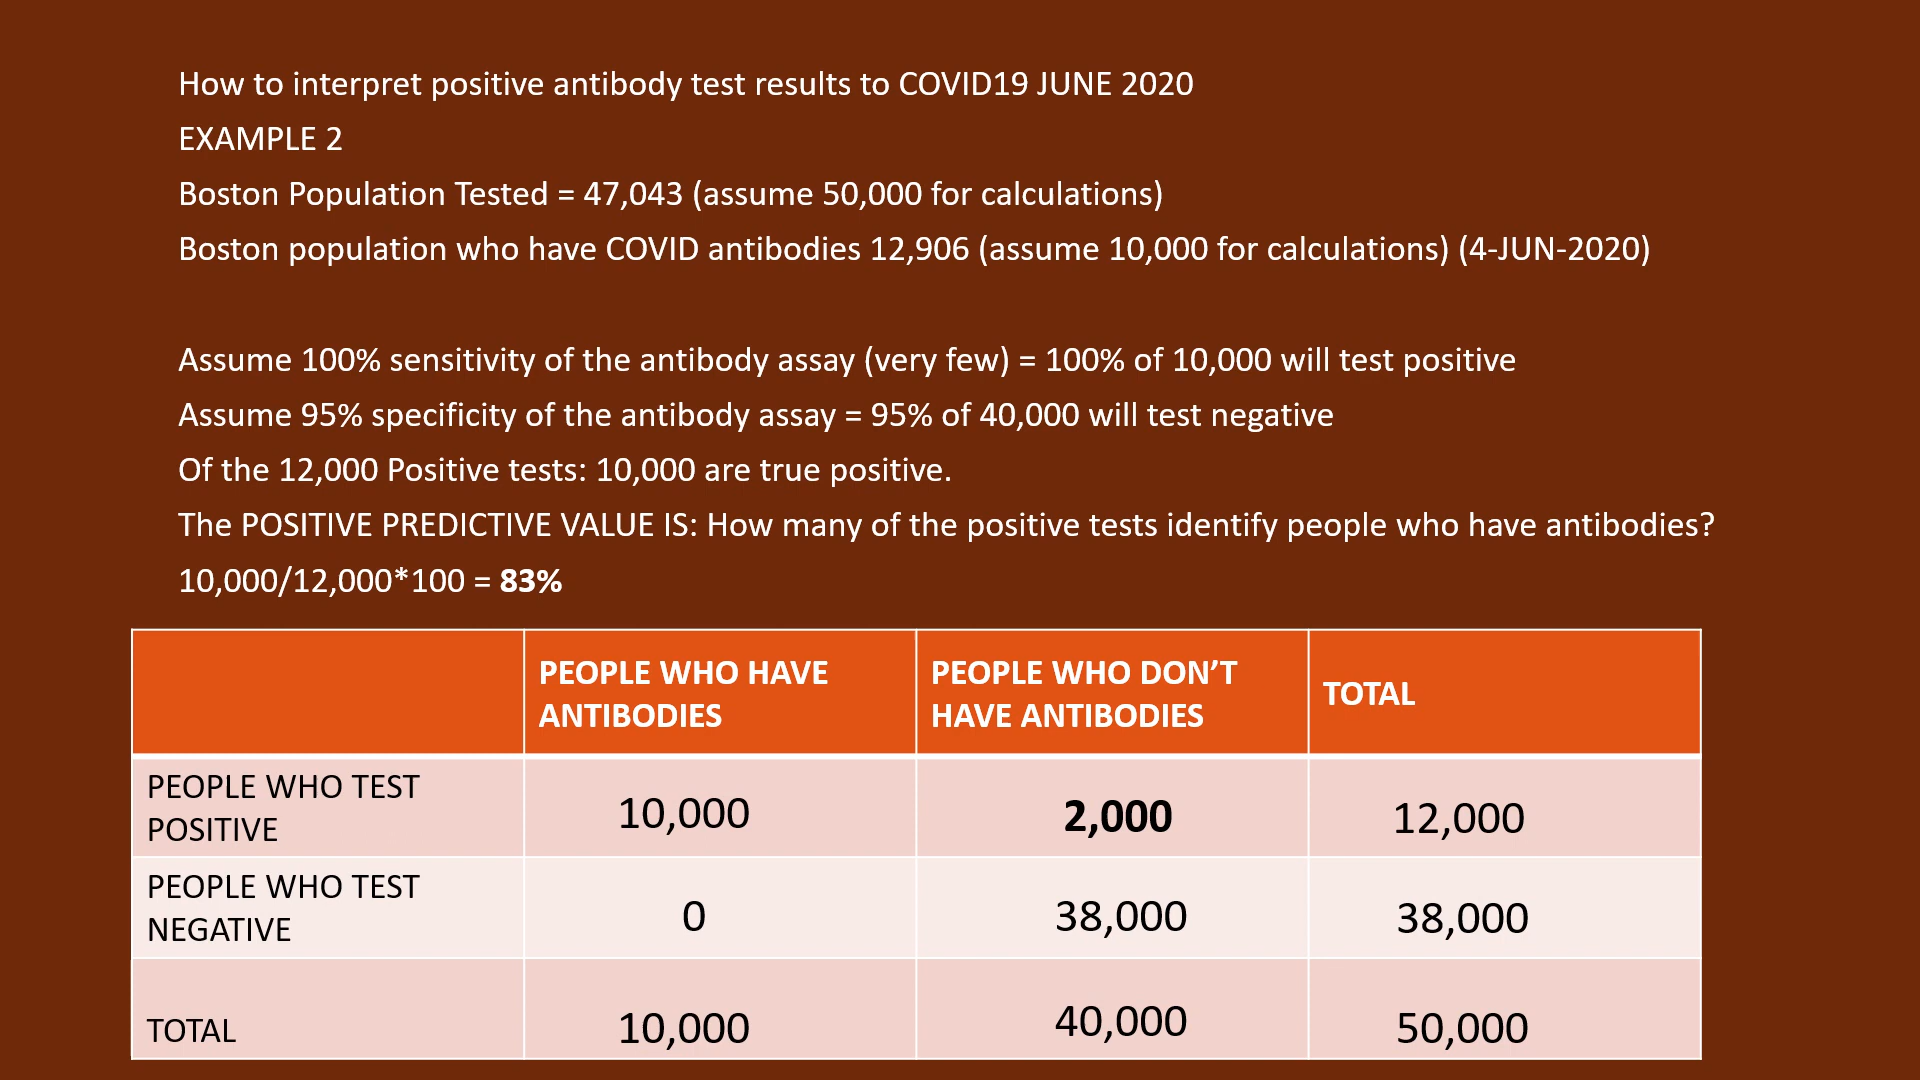 How to interpret positive antibody test results to COVID19 JUNE 2020
EXAMPLE 2
Boston Population Tested = 47,043 (assume 50,000 for calculations)
Boston population who have COVID antibodies 12,906 (assume 10,000 for calculations) (4-JUN-2020)
Assume 100% sensitivity of the antibody assay (very few) = 100% of 10,000 will test positive
Assume 95% specificity of the antibody assay = 95% of 40,000 will test negative
Of the 12,000 Positive tests: 10,000 are true positive.
The POSITIVE PREDICTIVE VALUE IS: How many of the positive tests identify people who have antibodies?
10,000/12,000*100 = 83%
PEOPLE WHO HAVE
ANTIBODIES
PEOPLE WHO DON'T
HAVE ANTIBODIES
TOTAL
PEOPLE WHO TEST
POSITIVE
10,000
2,000
12,000
PEOPLE WHO TEST
NEGATIVE
0
38,000
38,000
TOTAL
10,000
40,000
50,000